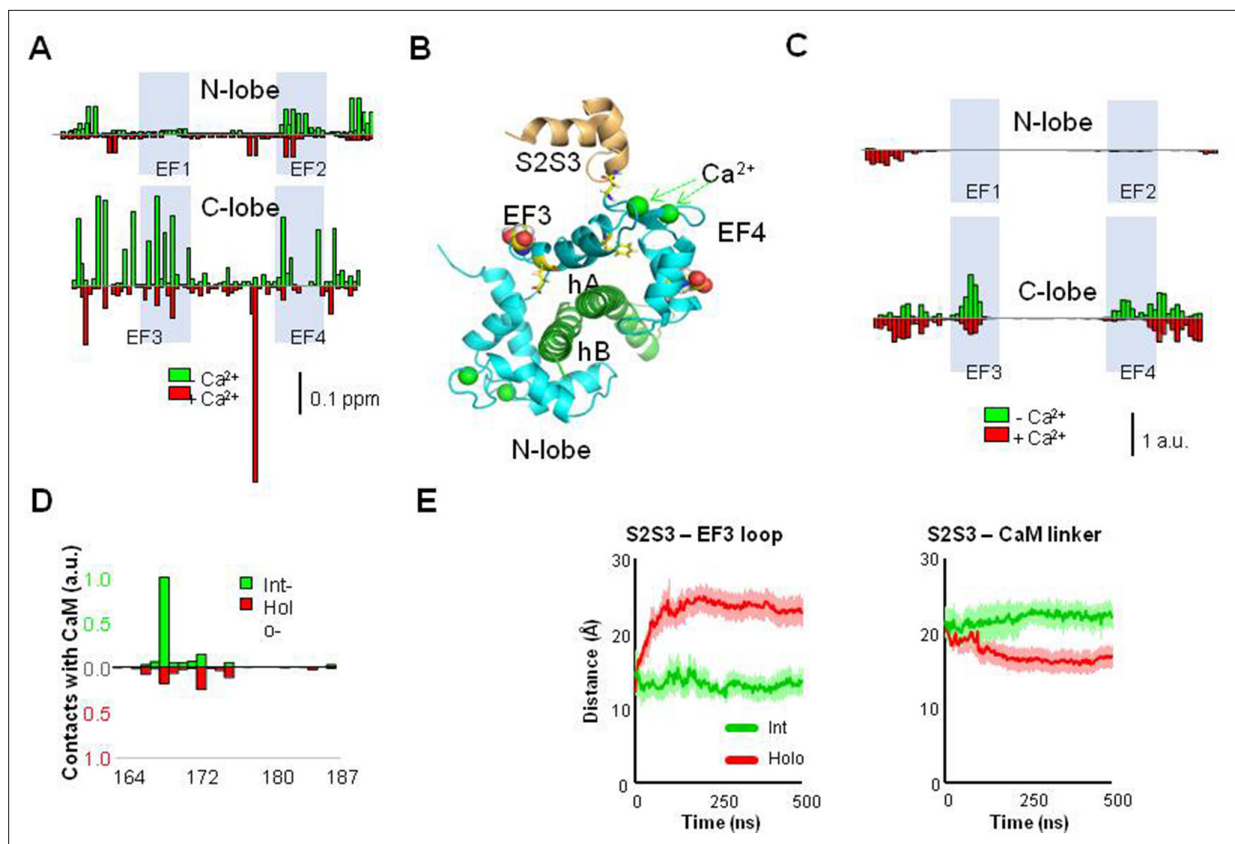 A
N-lobe
EF1 EF2
C-lobe
EF3 EF4
- Ca²⁺
+ Ca²⁺
0.1 ppm
B
S2S3
Ca²⁺
EF3
EF4
hA
hB
N-lobe
C
N-lobe
EF1 EF2
C-lobe
EF3 EF4
- Ca²⁺
+ Ca²⁺
1 a.u.
D
Contacts with CaM (a.u.)
1.0
0.5
0.0
0.5
1.0
Int-
Hol
o-
164 172 180 187
E
S2S3 – EF3 loop
Distance (Å)
30
20
10
0
Int
Holo
0 250 500
Time (ns)
S2S3 – CaM linker
30
20
10
0
0 250 500
Time (ns)